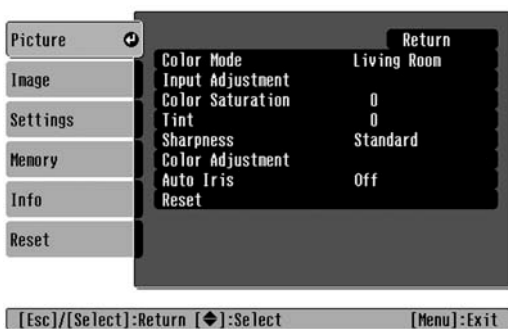 Picture
Image
Settings
Memory
Info
Reset
Return
Color Mode Living Room
Input Adjustment
Color Saturation 0
Tint 0
Sharpness Standard
Color Adjustment
Auto Iris Off
Reset
[Esc]/[Select]:Return [◆]:Select [Menu]:Exit